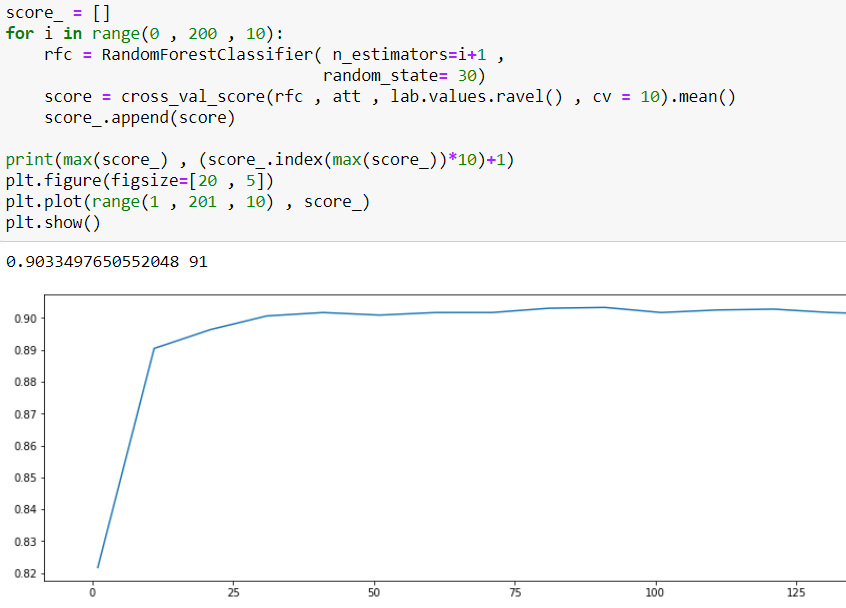 score_ = []
for i in range(0 , 200 , 10):
    rfc = RandomForestClassifier( n_estimators=i+1 ,
                                 random_state= 30)
    score = cross_val_score(rfc , att , lab.values.ravel() , cv = 10).mean()
    score_.append(score)

print(max(score_) , (score_.index(max(score_))*10)+1)
plt.figure(figsize=[20 , 5])
plt.plot(range(1 , 201 , 10) , score_)
plt.show()
0.9033497650552048 91
0.90
0.89
0.88
0.87
0.86
0.85
0.84
0.83
0.82
0 25 50 75 100 125